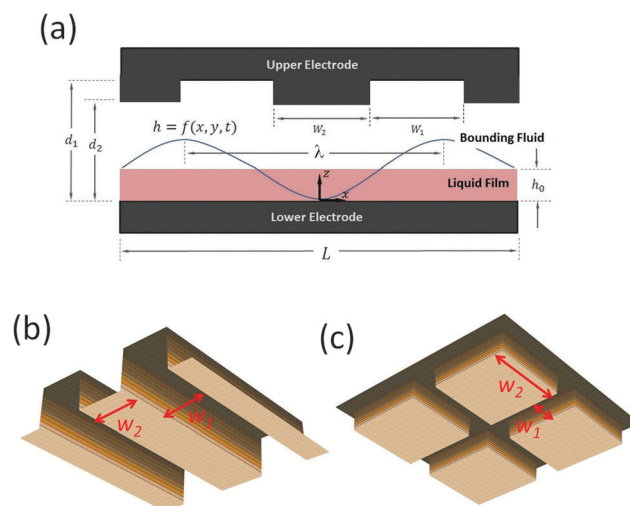 (a)
Upper Electrode
d₁
d₂
h = f(x, y, t)
W₂
W₁
λ
Bounding Fluid
z
x
Liquid Film
h₀
Lower Electrode
L
(b)
w₂
w₁
(c)
w₂
w₁